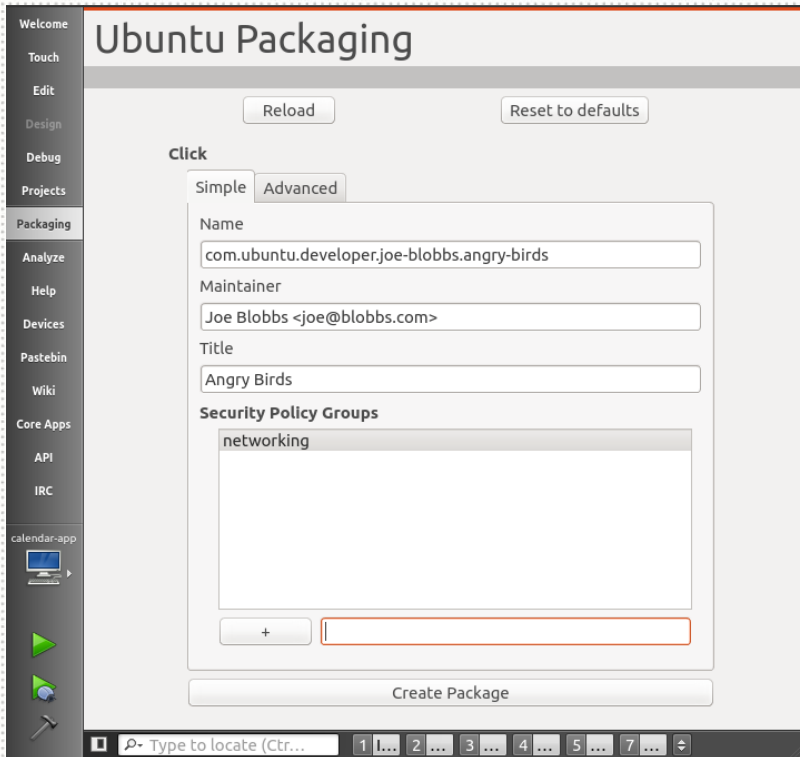 Welcome
Touch
Edit
Design
Debug
Projects
Packaging
Analyze
Help
Devices
Pastebin
Wiki
Core Apps
API
IRC
calendar-app
Ubuntu Packaging
Reload
Reset to defaults
Click
Simple
Advanced
Name
com.ubuntu.developer.joe-blobbs.angry-birds
Maintainer
Joe Blobbs <joe@blobbs.com>
Title
Angry Birds
Security Policy Groups
networking
+
Create Package
Type to locate (Ctr...
1 I...
2 ...
3 ...
4 ...
5 ...
7 ...